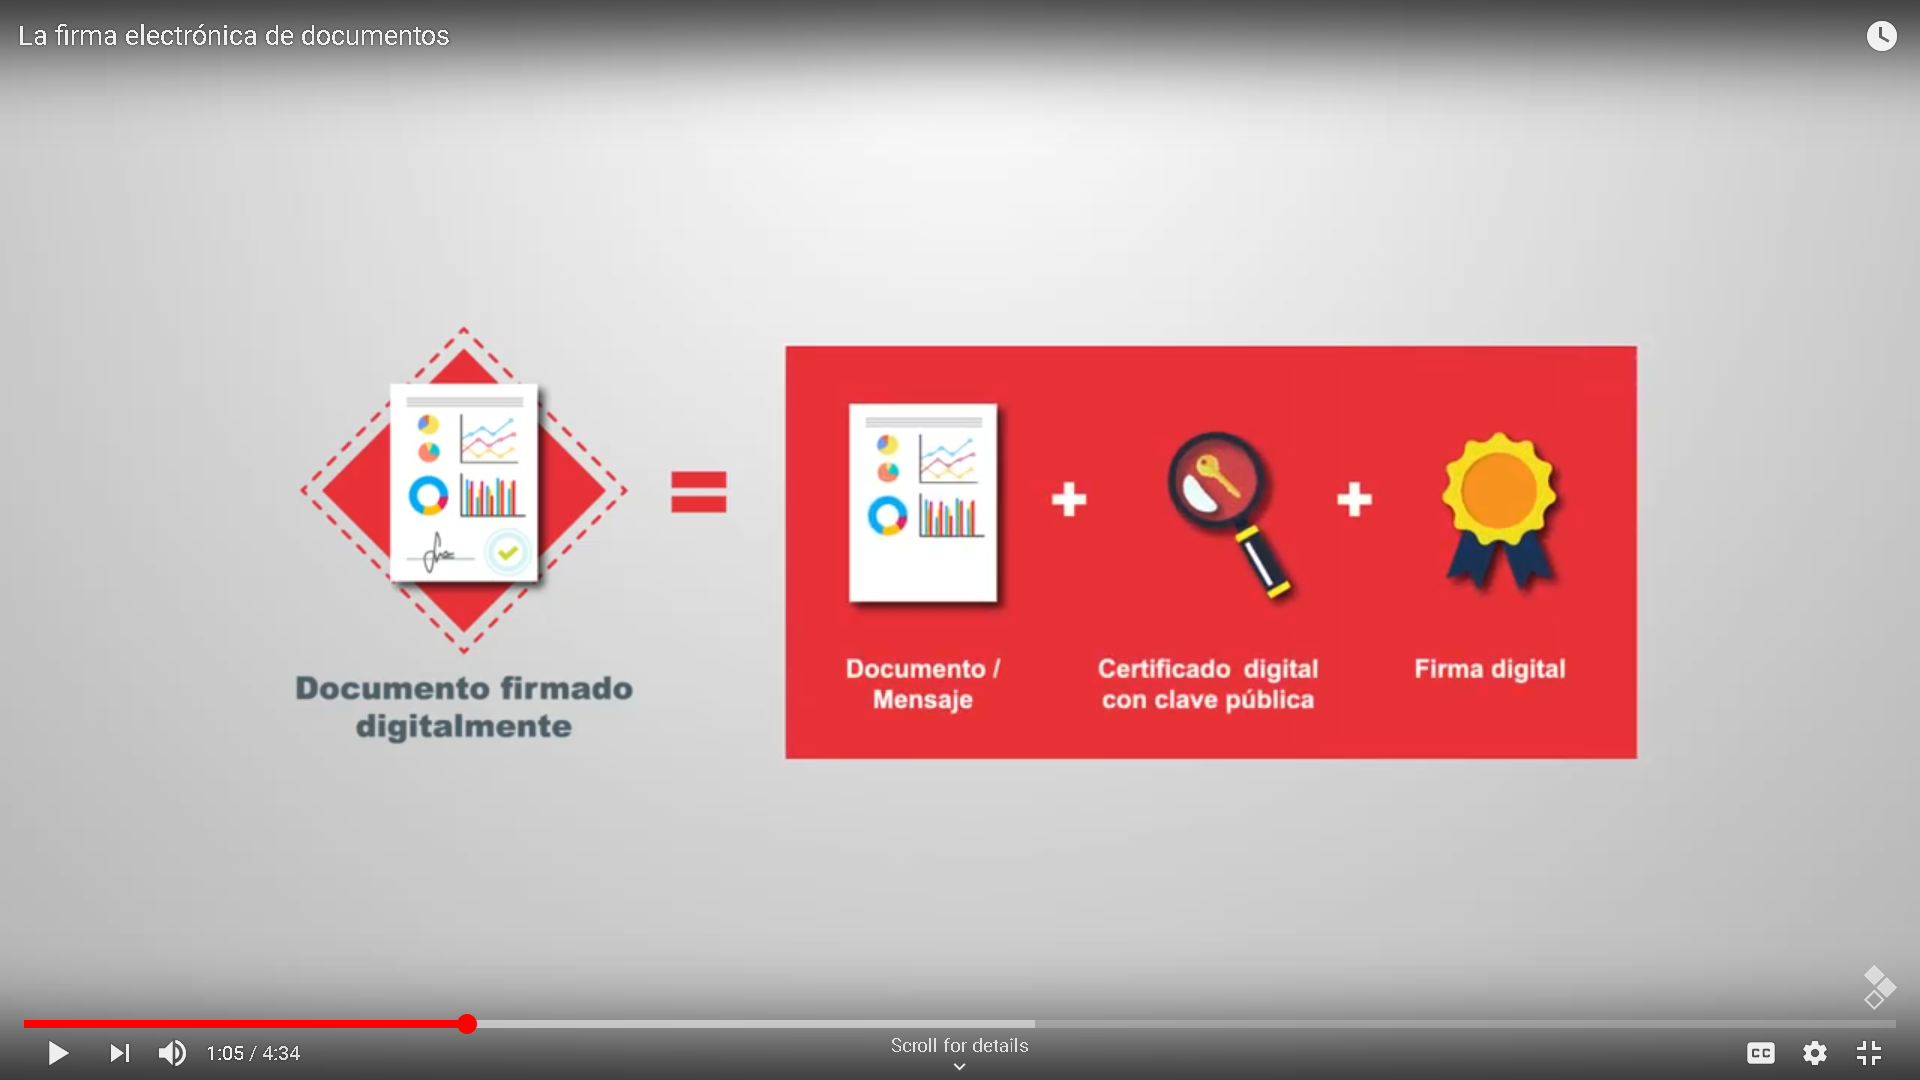 La firma electrónica de documentos
Documento firmado
digitalmente
Documento /
Mensaje
Certificado digital
con clave pública
Firma digital
1:05 / 4:34
Scroll for details
CC